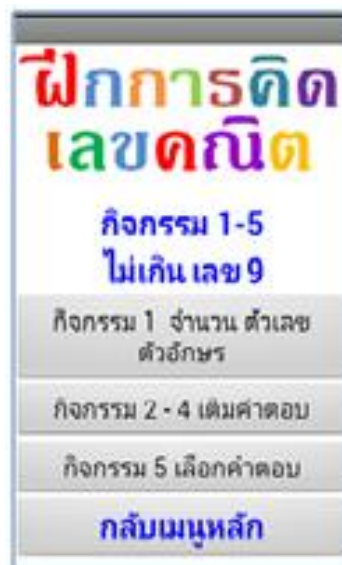 ฝึกการคิด
เลขคณิต
กิจกรรม 1-5
ไม่เกิน เลข 9
กิจกรรม 1 จำนวน ตัวเลข
ตัวอักษร
กิจกรรม 2 - 4 เติมคำตอบ
กิจกรรม 5 เลือกคำตอบ
กลับเมนูหลัก